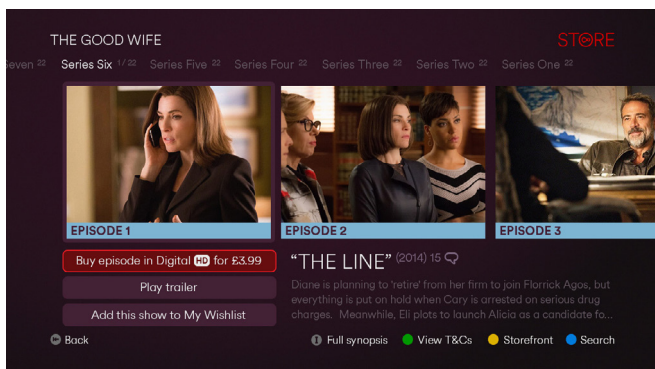 THE GOOD WIFE
STORE
Seven 22 Series Six 1/22 Series Five 22 Series Four 22 Series Three 22 Series Two 22 Series One 22
EPISODE 1
EPISODE 2
EPISODE 3
Buy episode in Digital HD for £3.99
Play trailer
Add this show to My Wishlist
“THE LINE” (2014) 15
Diane is planning to 'retire' from her firm to join Florrick Agos, but
everything is put on hold when Cary is arrested on serious drug
charges. Meanwhile, Eli plots to launch Alicia as a candidate fo...
Back
i Full synopsis View T&Cs Storefront Search